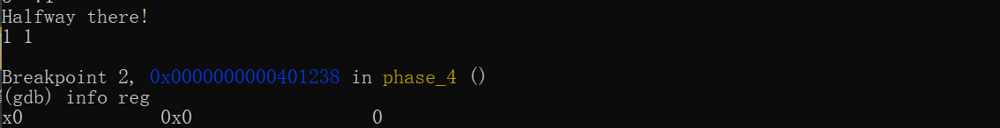 Halfway there!
1 1
Breakpoint 2, 0x0000000000401238 in phase_4 ()
(gdb) info reg
x0 0x0 0